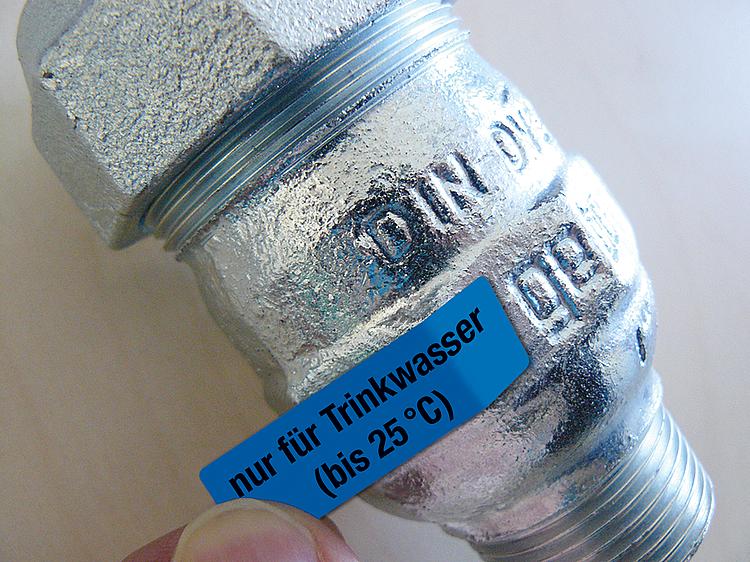 DIN
nur für Trinkwasser
(bis 25°C)